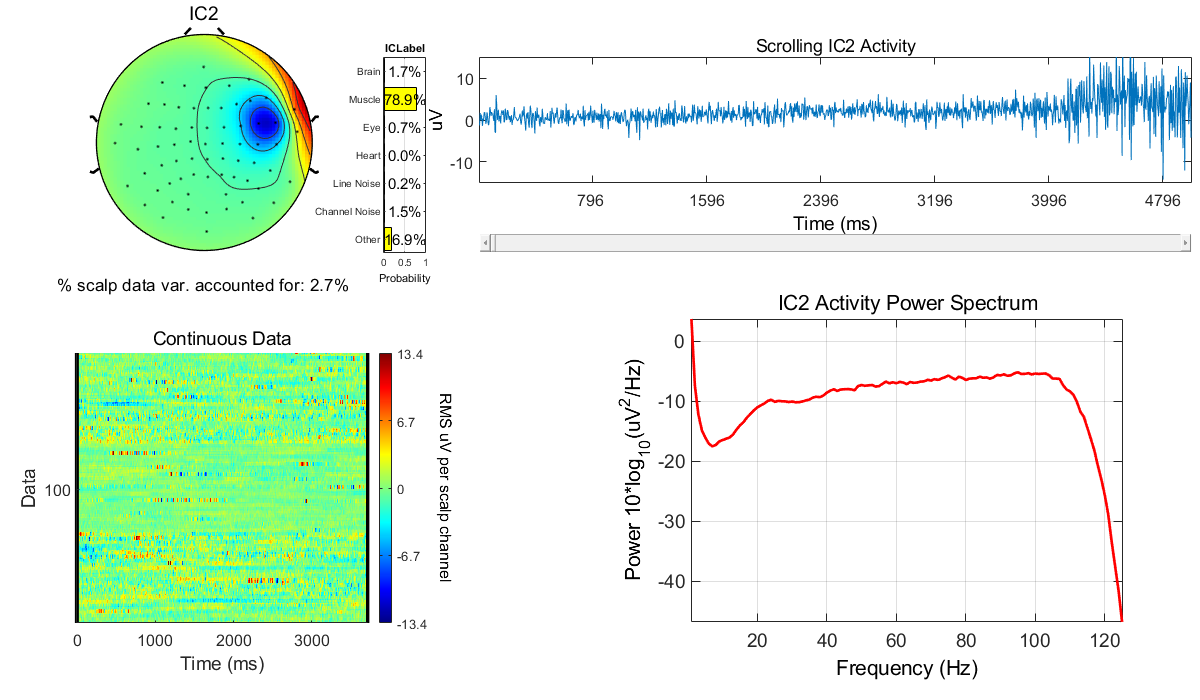 IC2
ICLabel
Brain 1.7%
Muscle 78.9%
Eye 0.7%
Heart 0.0%
Line Noise 0.2%
Channel Noise 1.5%
Other 16.9%
0 0.5 1
Probability
% scalp data var. accounted for: 2.7%
Scrolling IC2 Activity
uV
10
0
-10
796 1596 2396 3196 3996 4796
Time (ms)
Continuous Data
Data
100
0 1000 2000 3000
Time (ms)
13.4
6.7
0
-6.7
-13.4
RMS uV per scalp channel
IC2 Activity Power Spectrum
Power 10*log10(uV2/Hz)
0
-10
-20
-30
-40
20 40 60 80 100 120
Frequency (Hz)